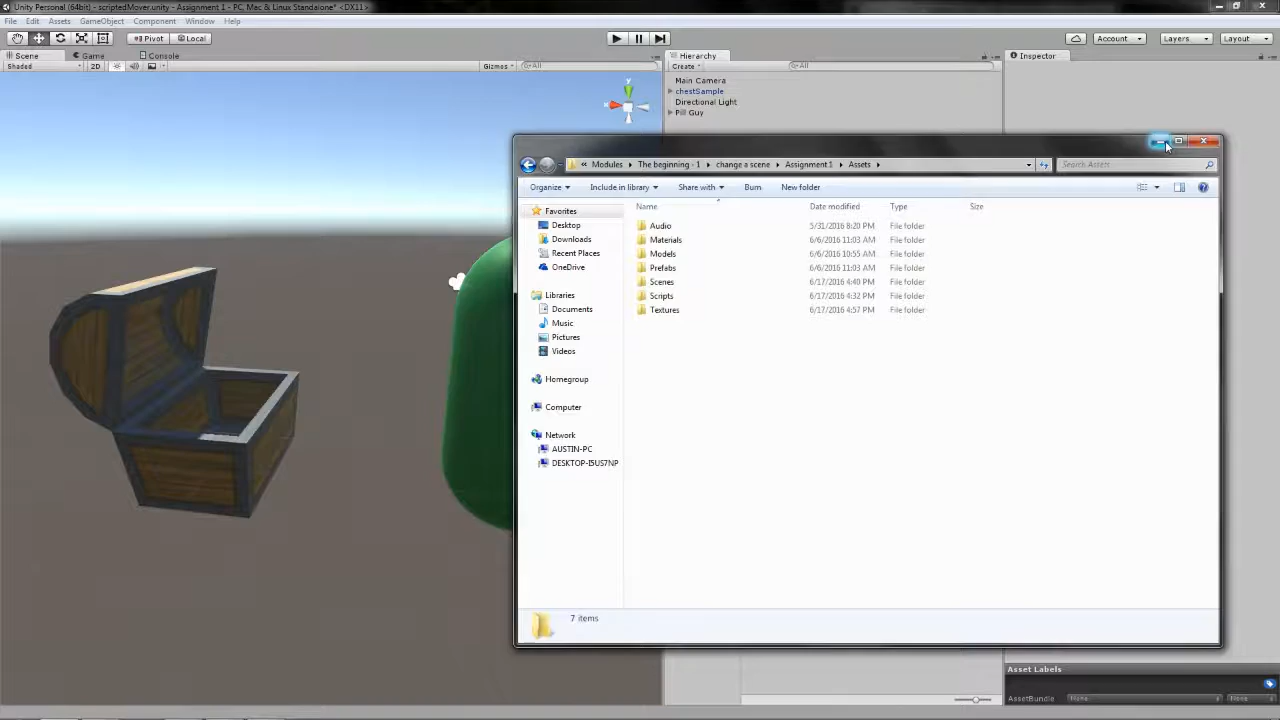 Unity Personal (64bit) - scriptedMover.unity - Assignment 1 - PC, Mac & Linux Standalone* <DX11>
File Edit Assets GameObject Component Window Help
Pivot Local Account Layers Layout
Scene Game Console Hierarchy Inspector
Shaded 2D Gizmos All Create All
Main Camera
chestSample
Directional Light
Pill Guy
y
x
« Modules The beginning - 1 change a scene Assignment 1 Assets Search Assets
Organize Include in library Share with Burn New folder
Favorites
Desktop
Downloads
Recent Places
OneDrive
Libraries
Documents
Music
Pictures
Videos
Homegroup
Computer
Network
AUSTIN-PC
DESKTOP-I5US7NP
Name Date modified Type Size
Audio 5/31/2016 8:20 PM File folder
Materials 6/6/2016 11:03 AM File folder
Models 6/6/2016 10:55 AM File folder
Prefabs 6/6/2016 11:03 AM File folder
Scenes 6/17/2016 4:40 PM File folder
Scripts 6/17/2016 4:32 PM File folder
Textures 6/17/2016 4:57 PM File folder
7 items
Asset Labels
AssetBundle None None